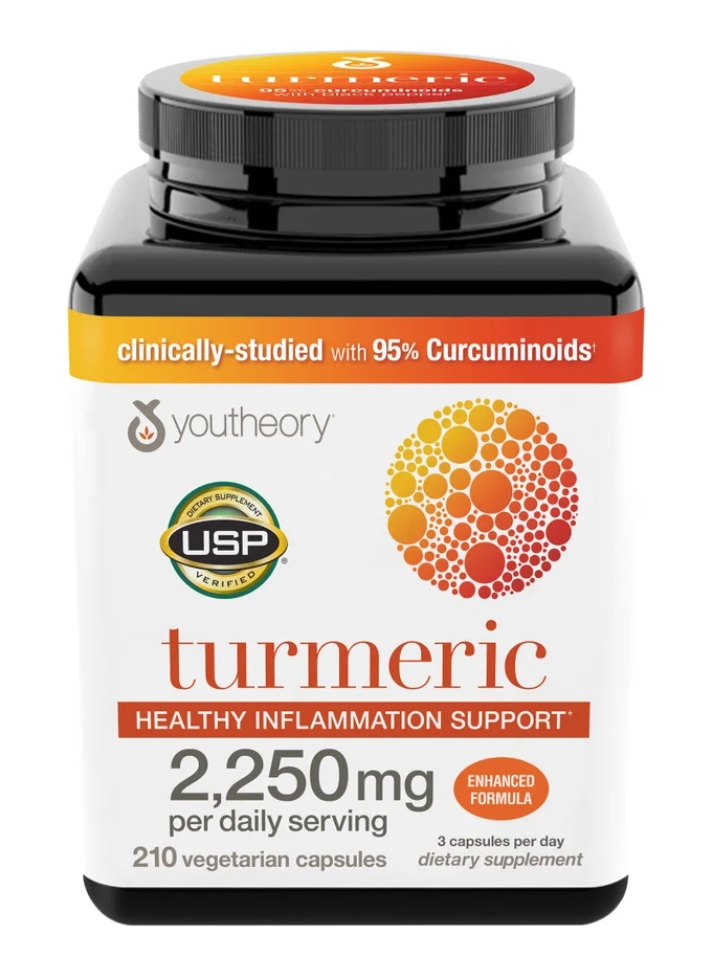 turmeric
95% curcuminoids
with black pepper
clinically-studied with 95% Curcuminoids†
youtheory®
DIETARY SUPPLEMENT
USP
VERIFIED
®
turmeric
HEALTHY INFLAMMATION SUPPORT*
2,250 mg
per daily serving
ENHANCED
FORMULA
210 vegetarian capsules
3 capsules per day
dietary supplement